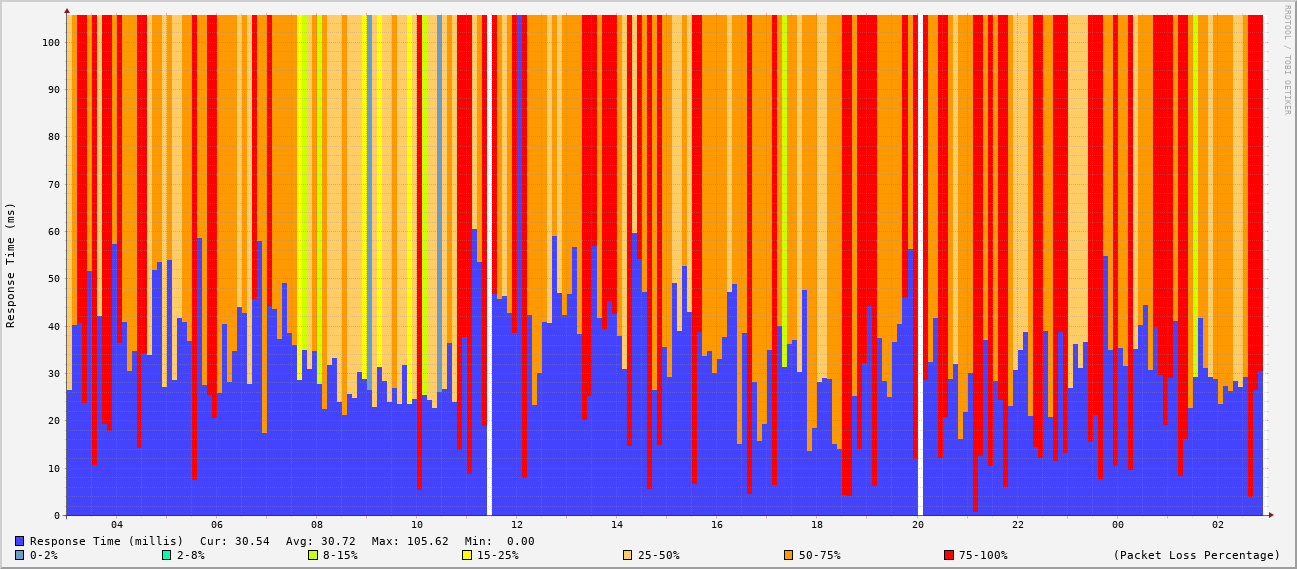 RRDTOOL / TOBI OETIKER
Response Time (ms)
100
90
80
70
60
50
40
30
20
10
0
04 06 08 10 12 14 16 18 20 22 00 02
Response Time (millis) Cur: 30.54 Avg: 30.72 Max: 105.62 Min: 0.00
0-2% 2-8% 8-15% 15-25% 25-50% 50-75% 75-100% (Packet Loss Percentage)